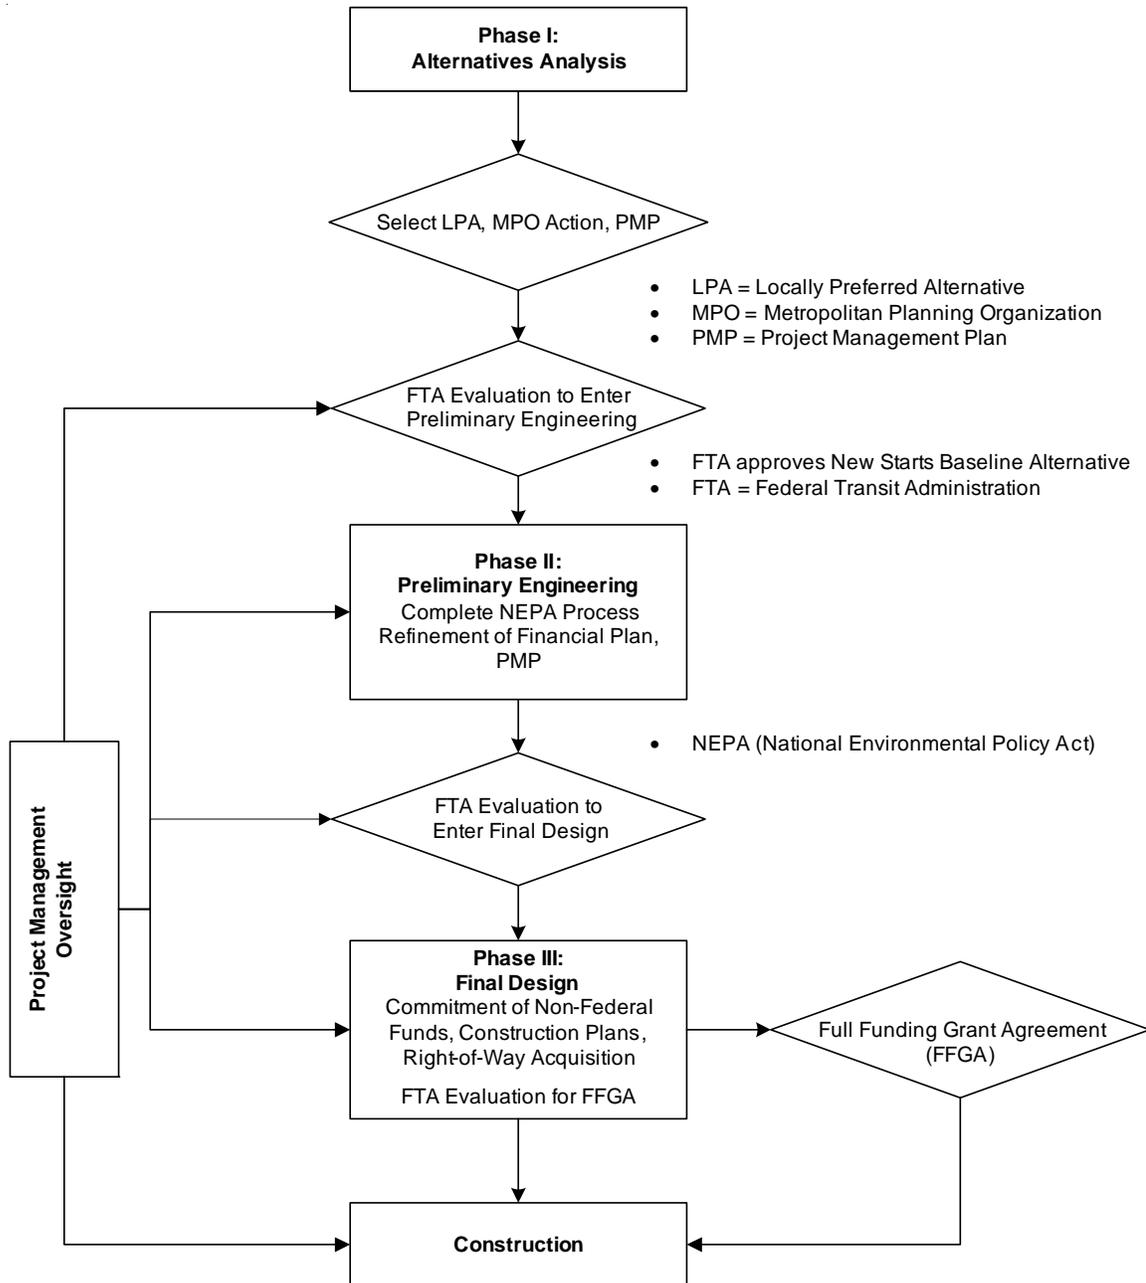 Phase I:
Alternatives Analysis
Select LPA, MPO Action, PMP
• LPA = Locally Preferred Alternative
• MPO = Metropolitan Planning Organization
• PMP = Project Management Plan
FTA Evaluation to Enter
Preliminary Engineering
• FTA approves New Starts Baseline Alternative
• FTA = Federal Transit Administration
Phase II:
Preliminary Engineering
Complete NEPA Process
Refinement of Financial Plan,
PMP
• NEPA (National Environmental Policy Act)
FTA Evaluation to
Enter Final Design
Project Management
Oversight
Phase III:
Final Design
Commitment of Non-Federal
Funds, Construction Plans,
Right-of-Way Acquisition
FTA Evaluation for FFGA
Full Funding Grant Agreement
(FFGA)
Construction